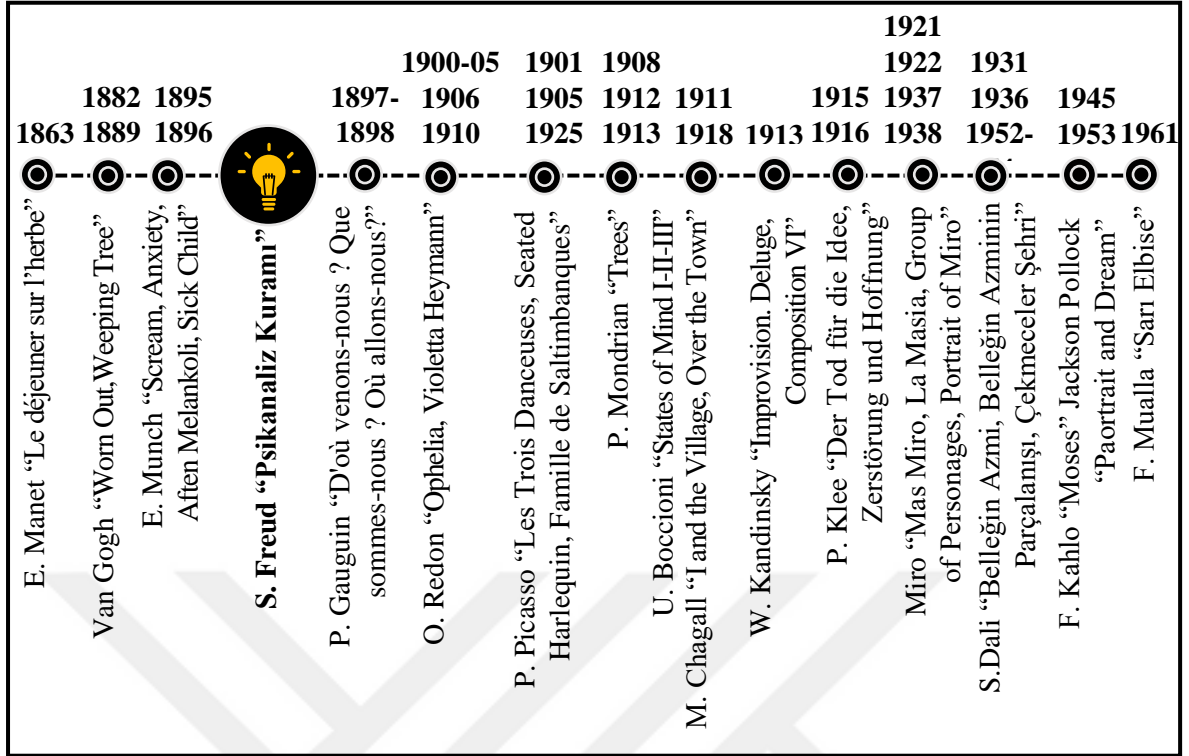 1921
1900-05 1901 1908 1922 1931
1882 1895 1897- 1906 1905 1912 1911 1915 1937 1936 1945
1863 1889 1896 1898 1910 1925 1913 1918 1913 1916 1938 1952- 1953 1961
E. Manet “Le déjeuner sur l’herbe”
Van Gogh “Worn Out,Weeping Tree”
E. Munch “Scream, Anxiety,
Aften Melankoli, Sick Child”
S. Freud “Psikanaliz Kuramı”
P. Gauguin “D'où venons-nous ? Que
sommes-nous ? Où allons-nous?”
O. Redon “Ophelia, Violetta Heymann”
P. Picasso “Les Trois Danceuses, Seated
Harlequin, Famille de Saltimbanques”
P. Mondrian “Trees”
U. Boccioni “States of Mind I-II-III”
M. Chagall “I and the Village, Over the Town”
W. Kandinsky “Improvision. Deluge,
Composition VI”
P. Klee “Der Tod für die Idee,
Zerstörung und Hoffnung”
Miro “Mas Miro, La Masia, Group
of Personages, Portrait of Miro”
S.Dali “Belleğin Azmi, Belleğin Azminin
Parçalanışı, Çekmeceler Şehri”
F. Kahlo “Moses” Jackson Pollock
“Paortrait and Dream”
F. Mualla “Sarı Elbise”